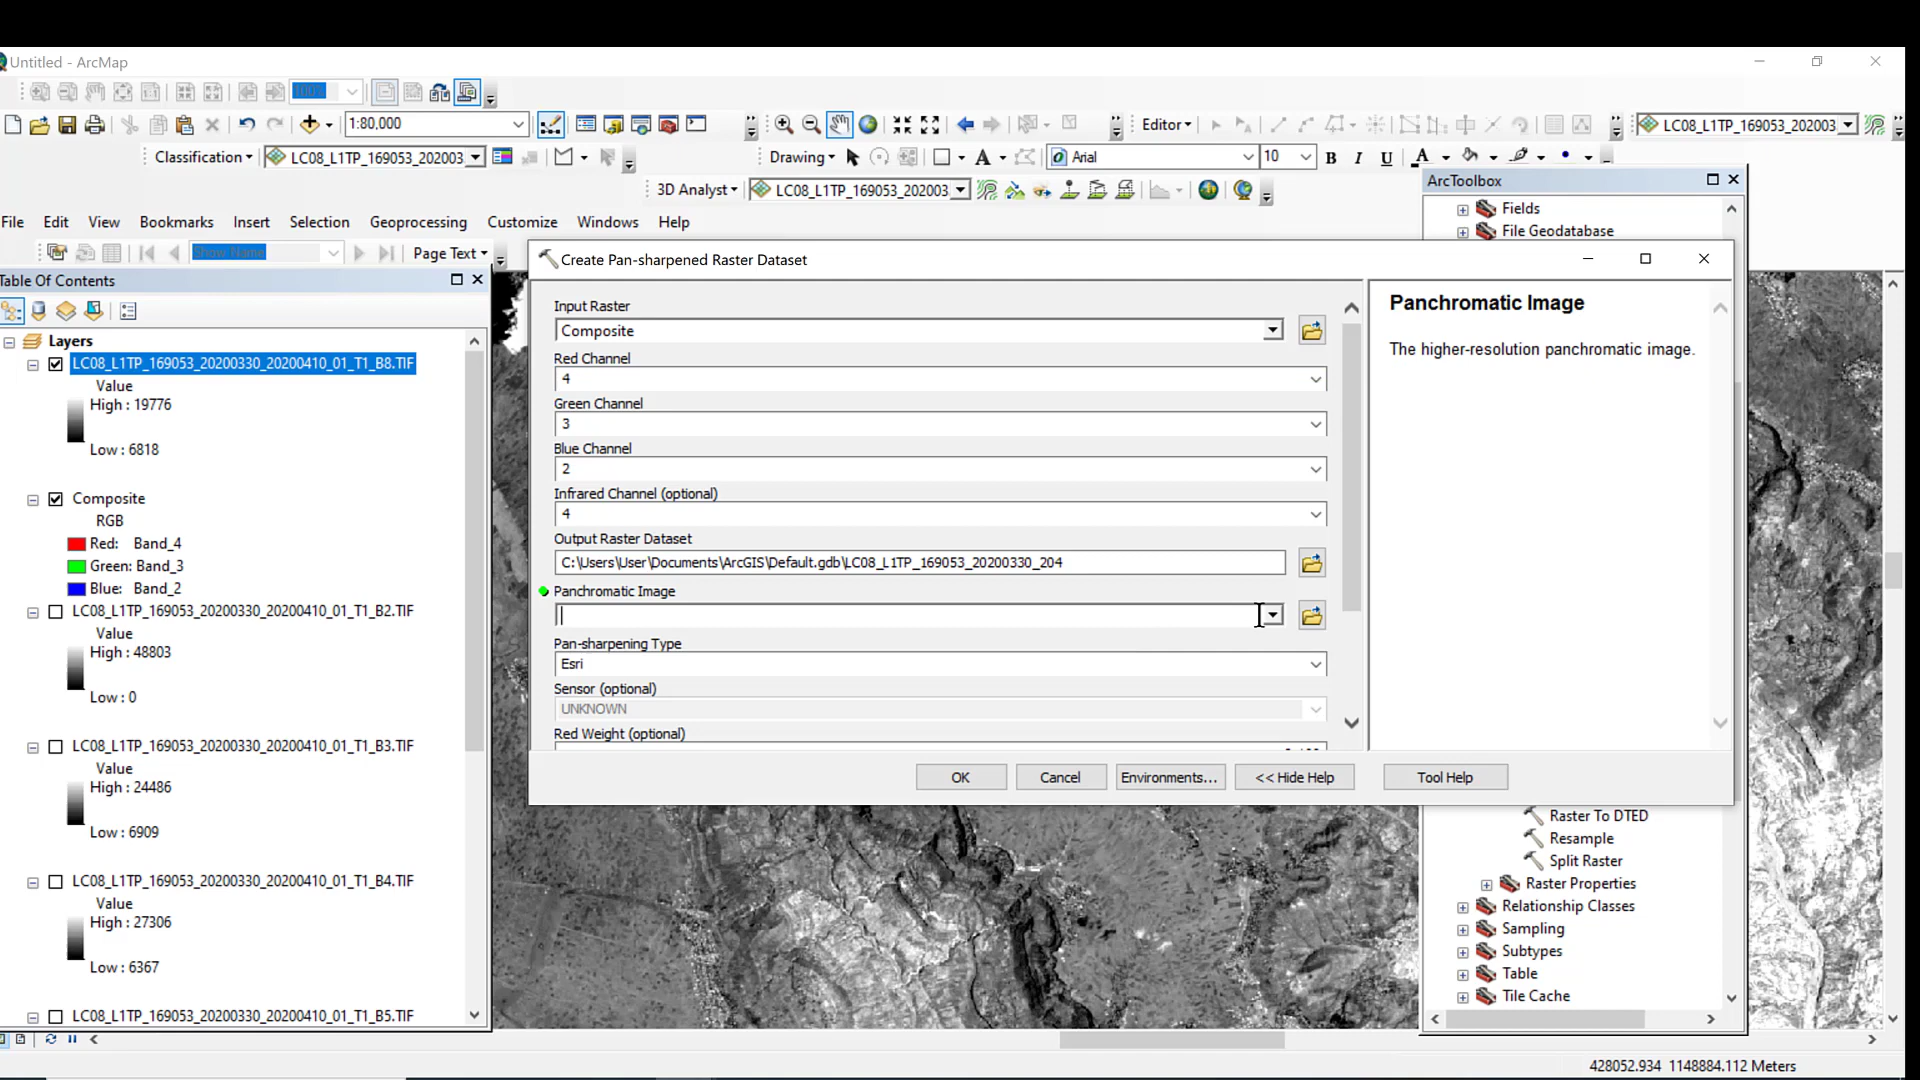 Untitled - ArcMap
100%
1:80,000
Editor
LC08_L1TP_169053_202003
Classification
LC08_L1TP_169053_202003
Drawing
Arial
10
B I U A
3D Analyst
LC08_L1TP_169053_202003
ArcToolbox
File Edit View Bookmarks Insert Selection Geoprocessing Customize Windows Help
Show Name
Page Text
Fields
File Geodatabase
Table Of Contents
Layers
LC08_L1TP_169053_20200330_20200410_01_T1_B8.TIF
Value
High : 19776
Low : 6818
Composite
RGB
Red: Band_4
Green: Band_3
Blue: Band_2
LC08_L1TP_169053_20200330_20200410_01_T1_B2.TIF
Value
High : 48803
Low : 0
LC08_L1TP_169053_20200330_20200410_01_T1_B3.TIF
Value
High : 24486
Low : 6909
LC08_L1TP_169053_20200330_20200410_01_T1_B4.TIF
Value
High : 27306
Low : 6367
LC08_L1TP_169053_20200330_20200410_01_T1_B5.TIF
Create Pan-sharpened Raster Dataset
Input Raster
Composite
Red Channel
4
Green Channel
3
Blue Channel
2
Infrared Channel (optional)
4
Output Raster Dataset
C:\Users\User\Documents\ArcGIS\Default.gdb\LC08_L1TP_169053_20200330_204
Panchromatic Image
Pan-sharpening Type
Esri
Sensor (optional)
UNKNOWN
Red Weight (optional)
OK
Cancel
Environments...
<< Hide Help
Tool Help
Panchromatic Image
The higher-resolution panchromatic image.
Raster To DTED
Resample
Split Raster
Raster Properties
Relationship Classes
Sampling
Subtypes
Table
Tile Cache
428052.934 1148884.112 Meters